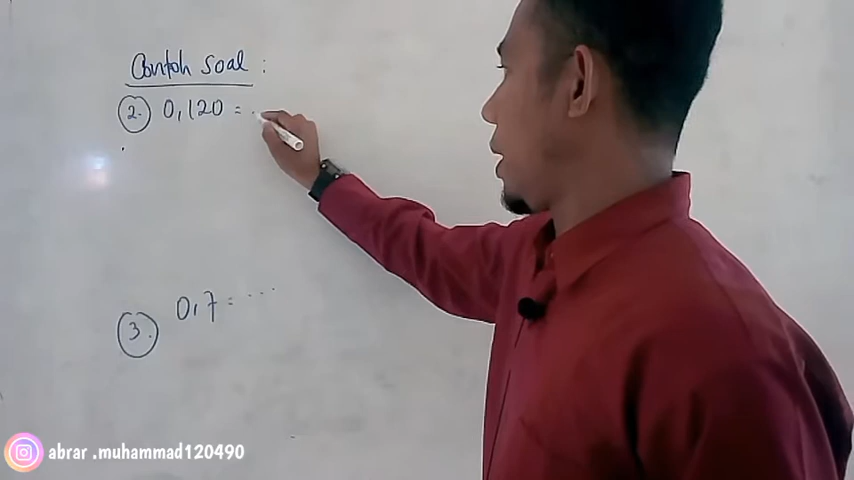 Contoh Soal :
2. 0,120 = .
3. 0,7 = ...
abrar .muhammad120490